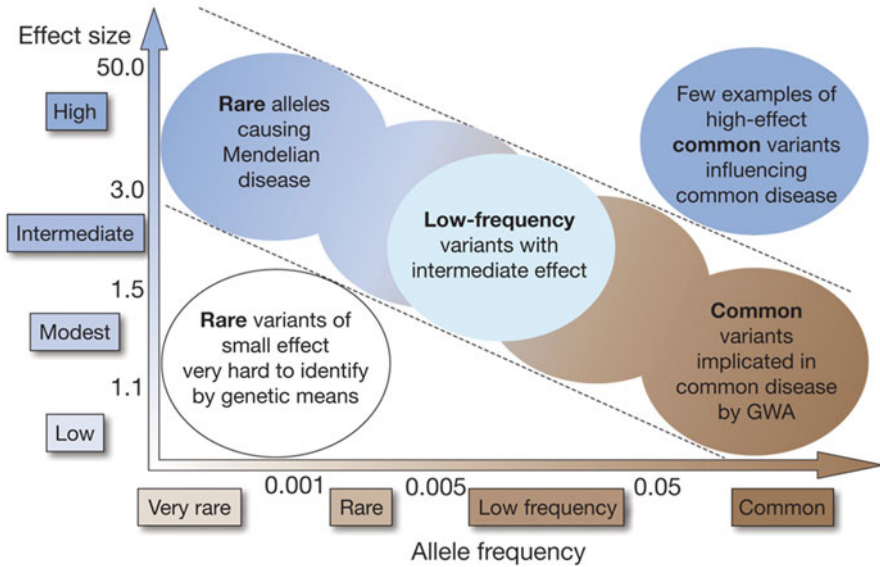 Effect size
50.0
High
3.0
Intermediate
1.5
Modest
1.1
Low
Rare alleles
causing
Mendelian
disease
Few examples of
high-effect
common variants
influencing
common disease
Low-frequency
variants with
intermediate effect
Rare variants of
small effect
very hard to identify
by genetic means
Common
variants
implicated in
common disease
by GWA
0.001
0.005
0.05
Very rare
Rare
Low frequency
Common
Allele frequency